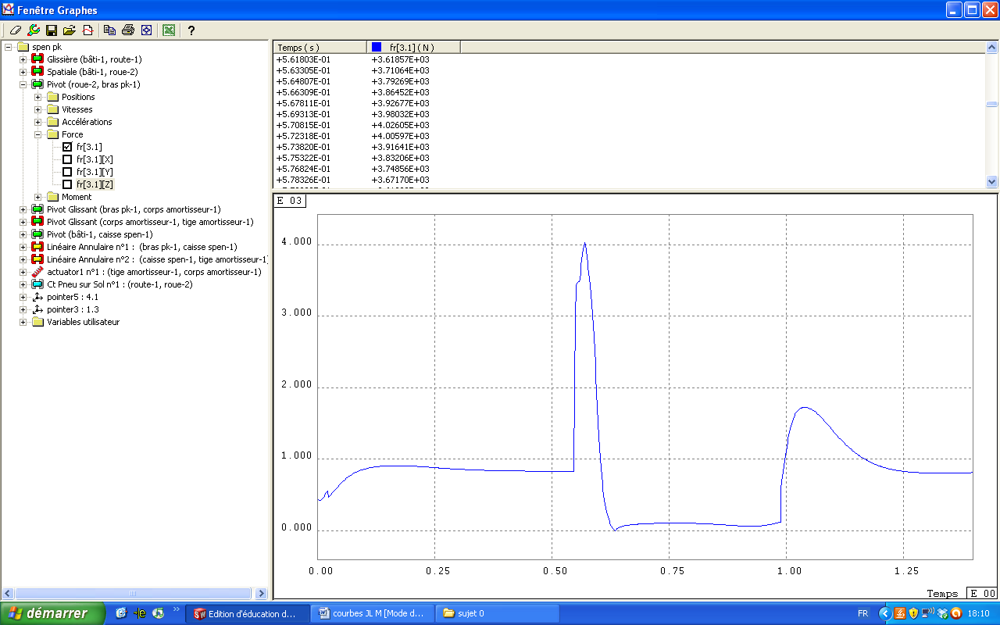 Fenêtre Graphes
?
spen pk
Glissière (bâti-1, route-1)
Spatiale (bâti-1, roue-2)
Pivot (roue-2, bras pk-1)
Positions
Vitesses
Accélérations
Force
fr[3.1]
fr[3.1][X]
fr[3.1][Y]
fr[3.1][Z]
Moment
Pivot Glissant (bras pk-1, corps amortisseur-1)
Pivot Glissant (corps amortisseur-1, tige amortisseur-1)
Pivot (bâti-1, caisse spen-1)
Linéaire Annulaire n°1 : (bras pk-1, caisse spen-1)
Linéaire Annulaire n°2 : (caisse spen-1, tige amortisseur-1
actuator1 n°1 : (tige amortisseur-1, corps amortisseur-1)
Ct Pneu sur Sol n°1 : (route-1, roue-2)
pointer5 : 4.1
pointer3 : 1.3
Variables utilisateur
Temps ( s ) fr[3.1] ( N )
+5.61803E-01 +3.61857E+03
+5.63305E-01 +3.71064E+03
+5.64807E-01 +3.79269E+03
+5.66309E-01 +3.86452E+03
+5.67811E-01 +3.92677E+03
+5.69313E-01 +3.98032E+03
+5.70815E-01 +4.02605E+03
+5.72318E-01 +4.00597E+03
+5.73820E-01 +3.91641E+03
+5.75322E-01 +3.83206E+03
+5.76824E-01 +3.74856E+03
+5.78326E-01 +3.67170E+03
E 03
4.000
3.000
2.000
1.000
0.000
0.00 0.25 0.50 0.75 1.00 1.25
Temps E 00
démarrer
Edition d'éducation d...
courbes JL M [Mode d...
sujet 0
FR
18:10